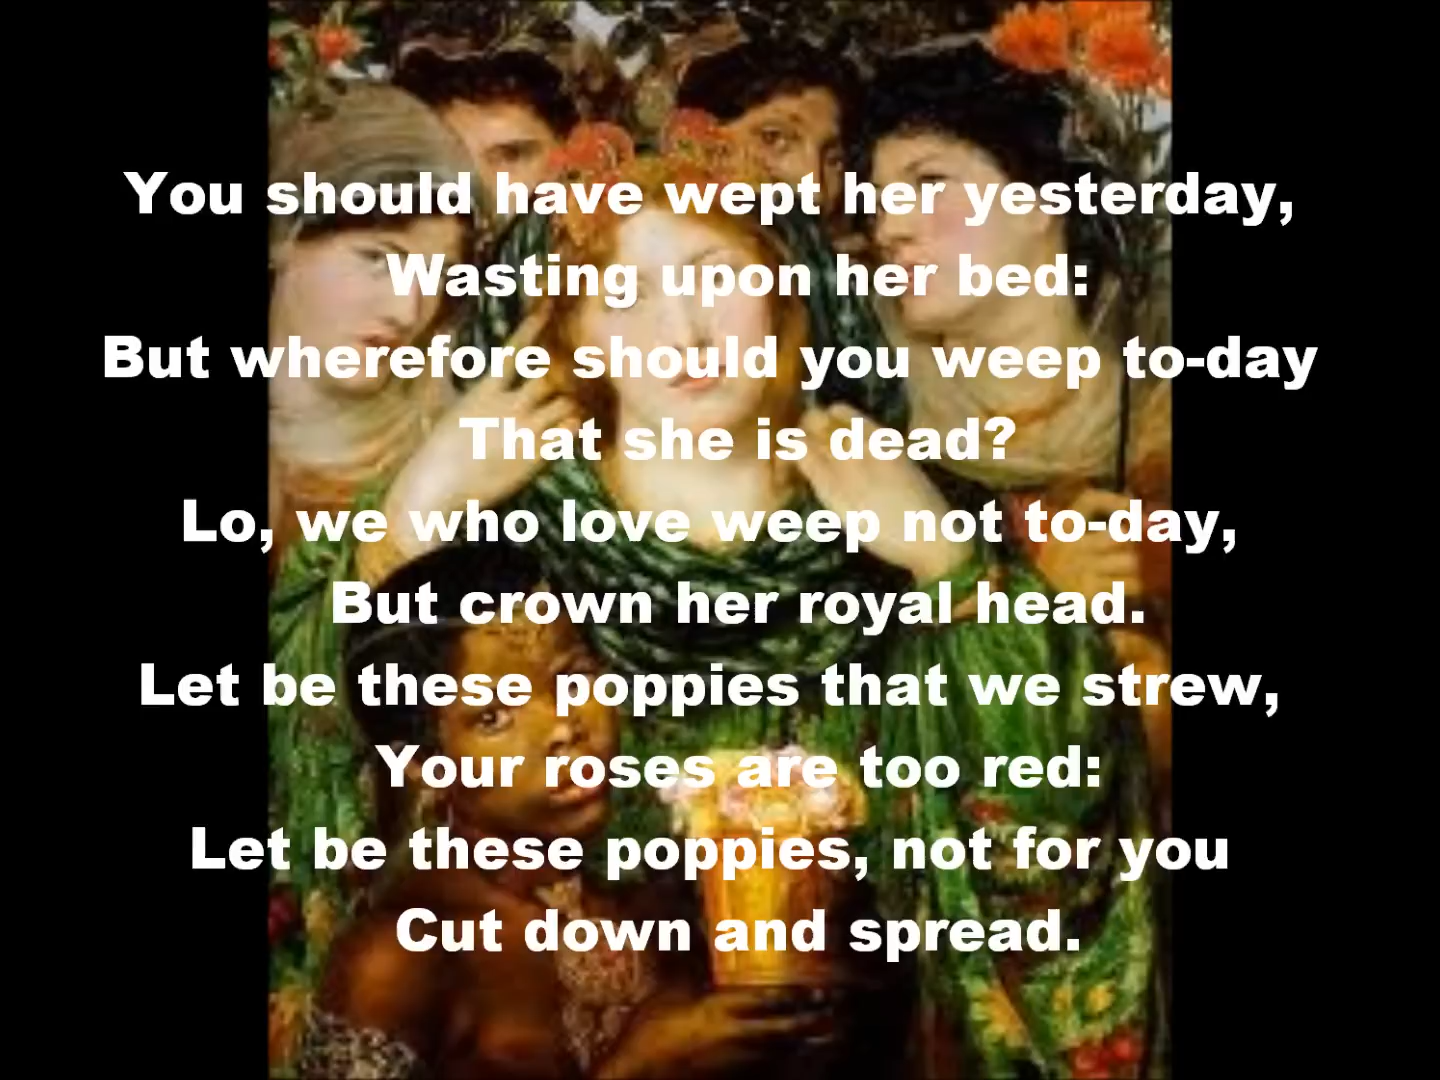 You should have wept her yesterday,
Wasting upon her bed:
But wherefore should you weep to-day
That she is dead?
Lo, we who love weep not to-day,
But crown her royal head.
Let be these poppies that we strew,
Your roses are too red:
Let be these poppies, not for you
Cut down and spread.